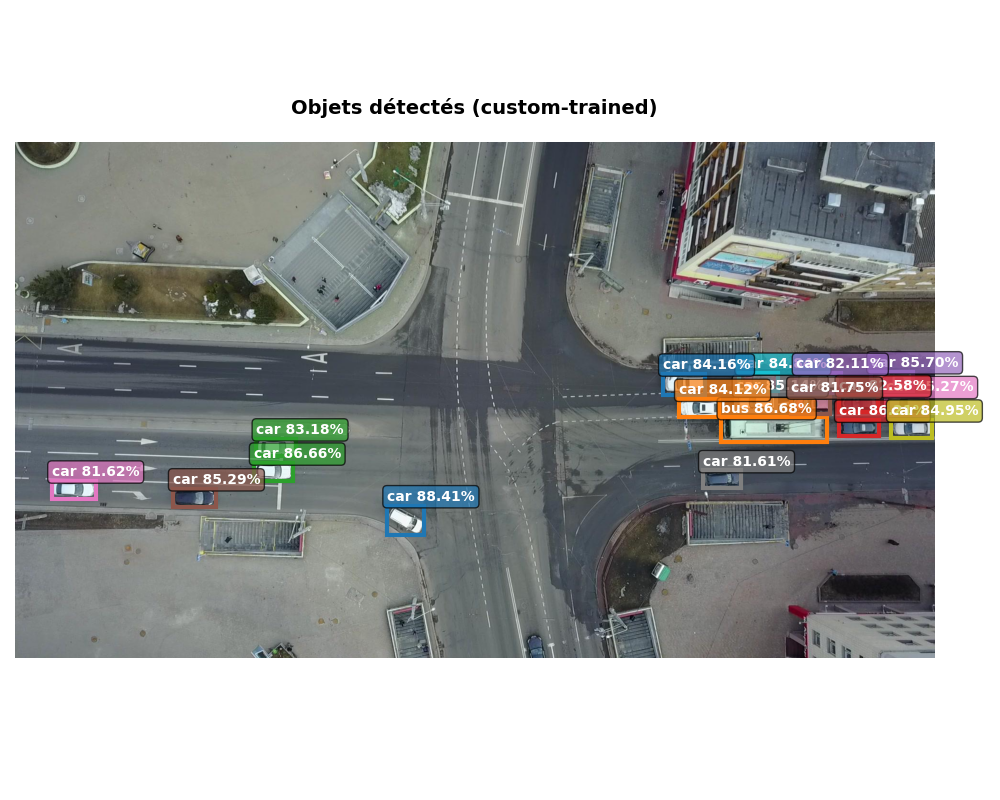 Objets détectés (custom-trained)
car 84.16%
r 84.
car 82.11%
r 85.70%
car 84.12%
car 81.75%
2.58%
.27%
bus 86.68%
car 86
car 84.95%
car 83.18%
car 86.66%
car 81.61%
car 81.62%
car 85.29%
car 88.41%